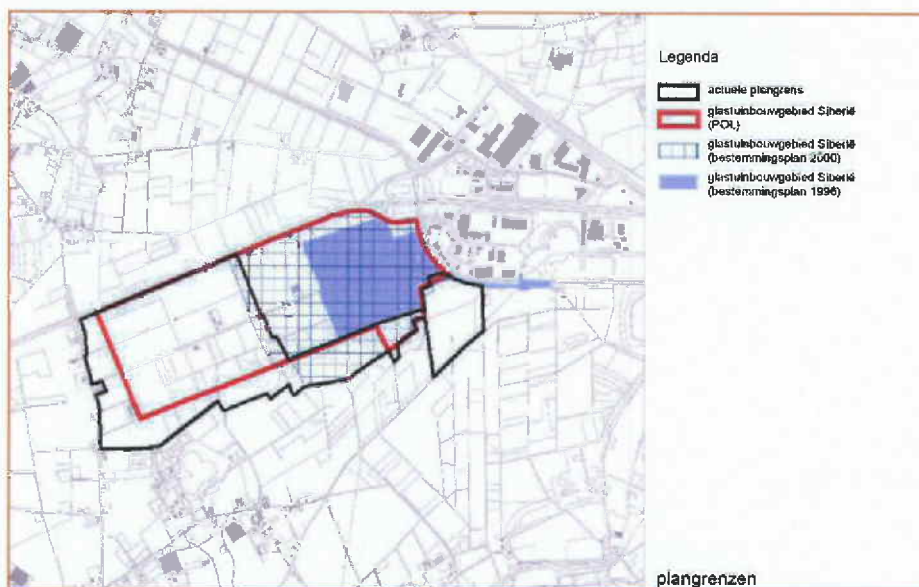 Legenda
actuele plangrens
glastuinbouwgebied Siberië
(POL)
glastuinbouwgebied Siberië
(bestemmingsplan 2000)
glastuinbouwgebied Siberië
(bestemmingsplan 1996)
plangrenzen